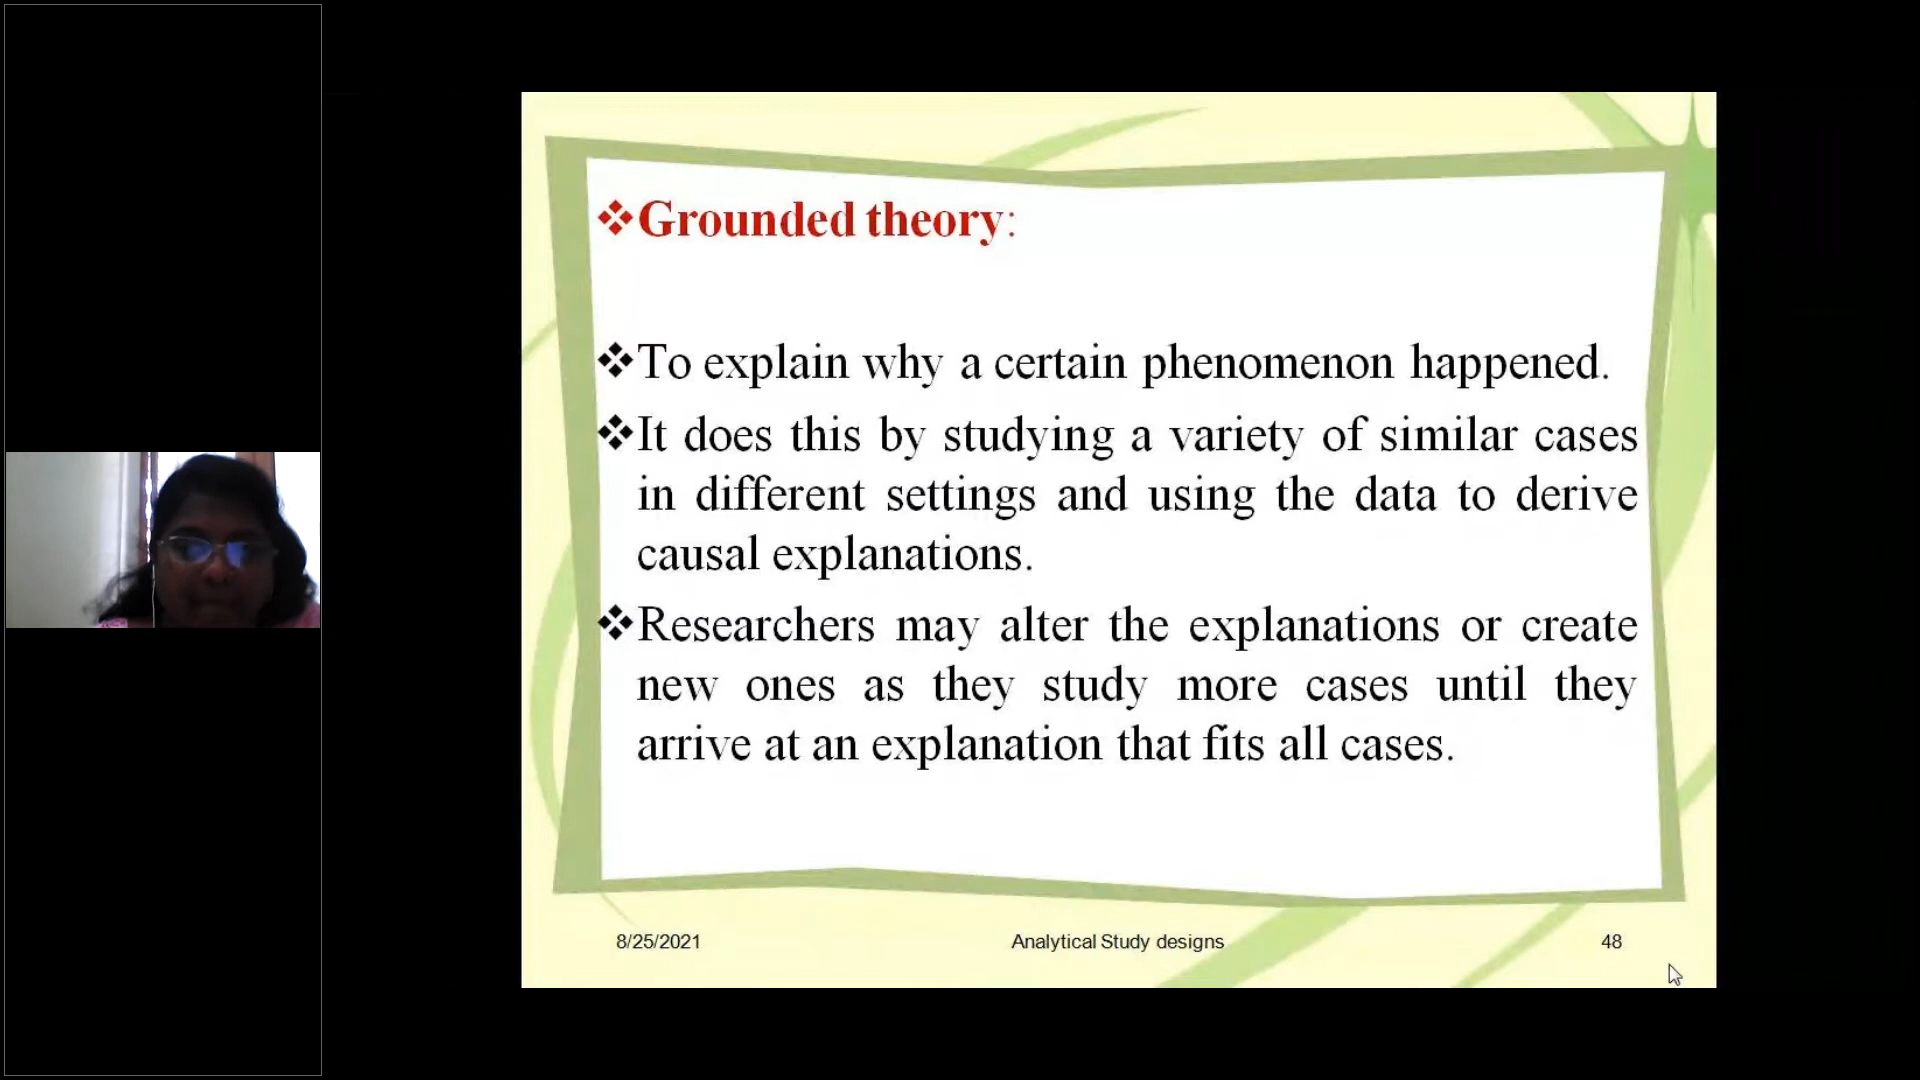 ❖Grounded theory:
❖To explain why a certain phenomenon happened.
❖It does this by studying a variety of similar cases
in different settings and using the data to derive
causal explanations.
❖Researchers may alter the explanations or create
new ones as they study more cases until they
arrive at an explanation that fits all cases.
8/25/2021 Analytical Study designs 48